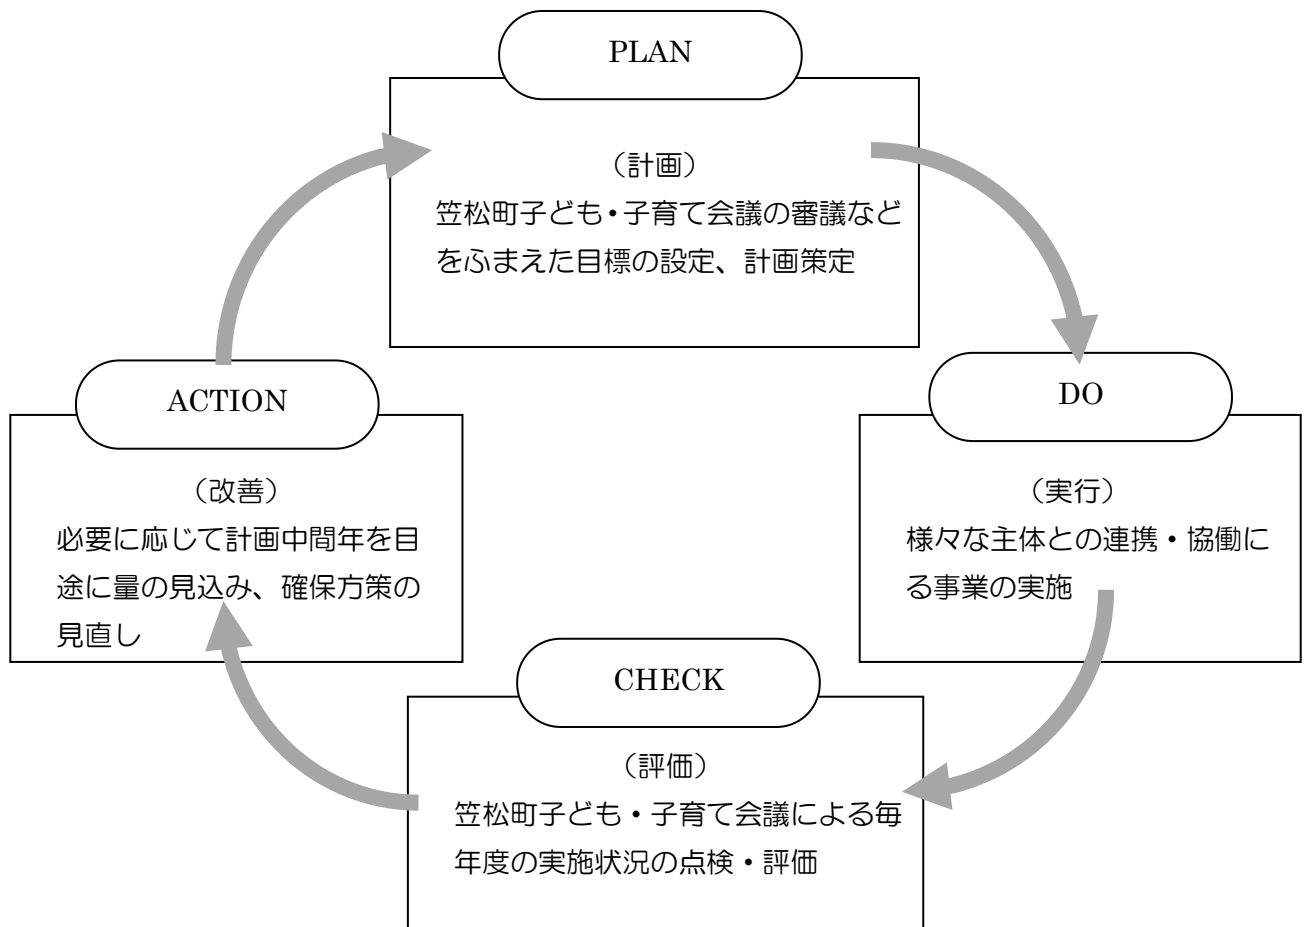 PLAN
（計画）
笠松町子ども・子育て会議の審議など
をふまえた目標の設定、計画策定
ACTION
（改善）
必要に応じて計画中間年を目
途に量の見込み、確保方策の
見直し
DO
（実行）
様々な主体との連携・協働に
る事業の実施
CHECK
（評価）
笠松町子ども・子育て会議による毎
年度の実施状況の点検・評価